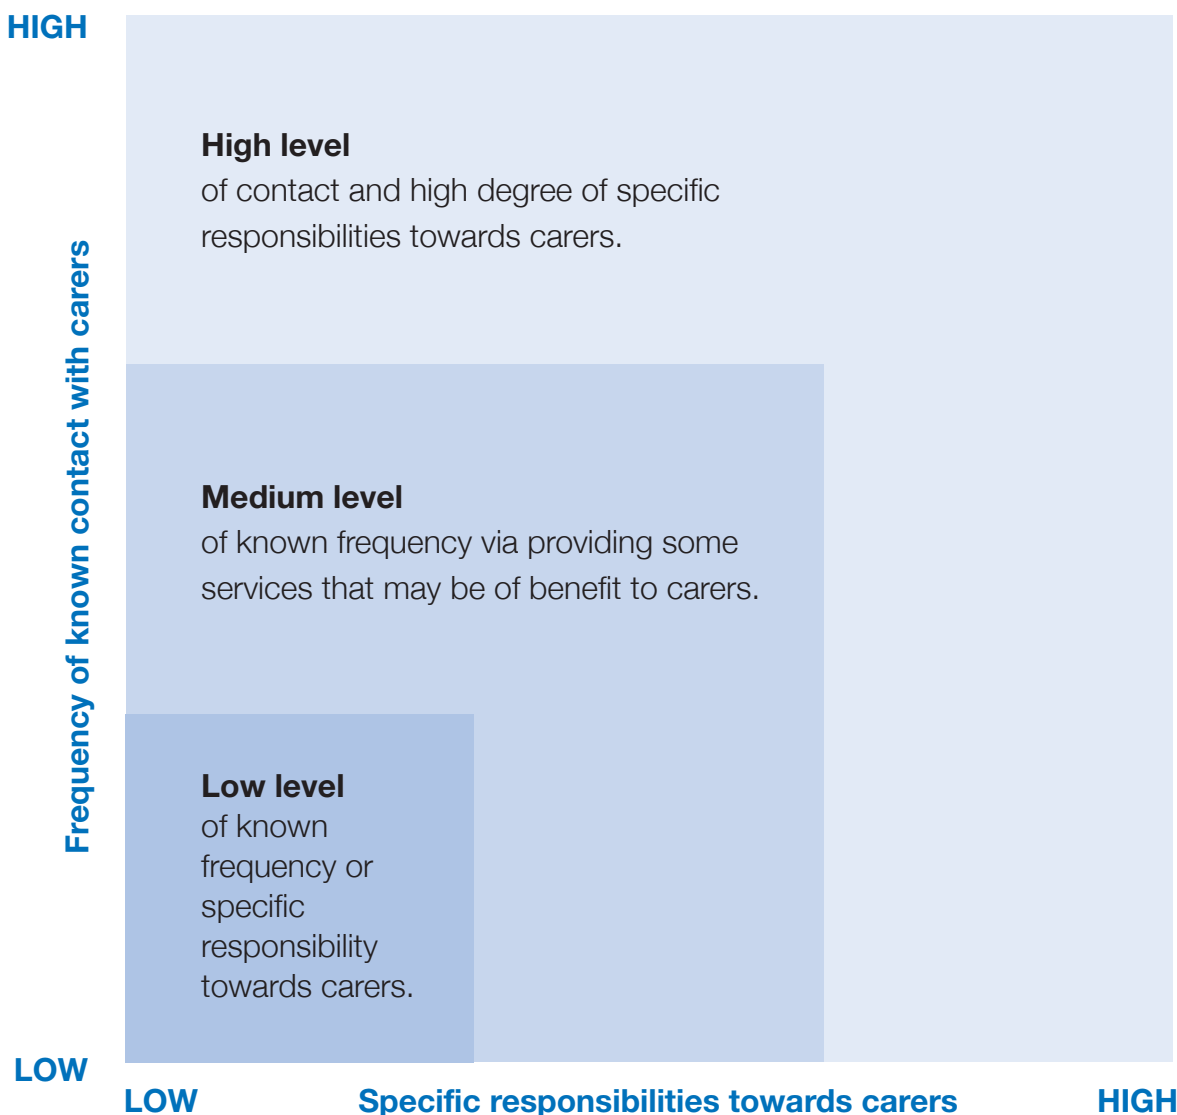 HIGH
High level
of contact and high degree of specific
responsibilities towards carers.
Frequency of known contact with carers
Medium level
of known frequency via providing some
services that may be of benefit to carers.
Low level
of known
frequency or
specific
responsibility
towards carers.
LOW
LOW
Specific responsibilities towards carers
HIGH